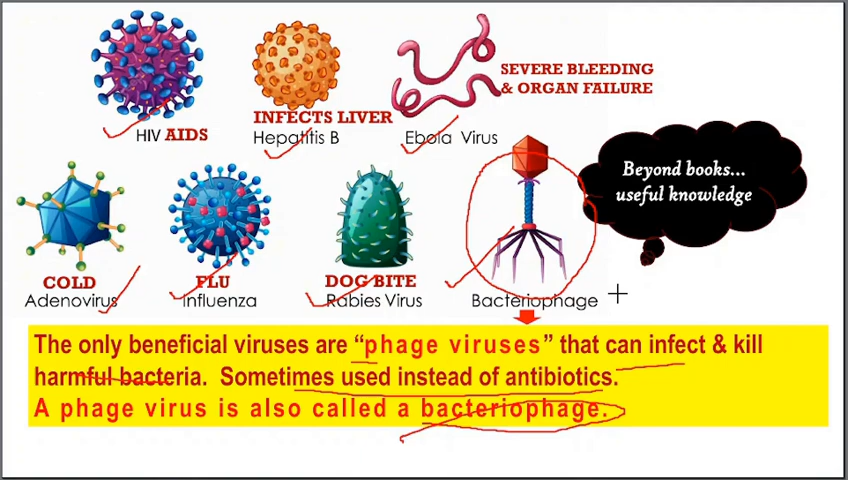 SEVERE BLEEDING
& ORGAN FAILURE
HIV AIDS
INFECTS LIVER
Hepatitis B
Ebola Virus
Beyond books...
useful knowledge
COLD
Adenovirus
FLU
Influenza
DOG BITE
Rabies Virus
Bacteriophage
The only beneficial viruses are “phage viruses” that can infect & kill
harmful bacteria. Sometimes used instead of antibiotics.
A phage virus is also called a bacteriophage.